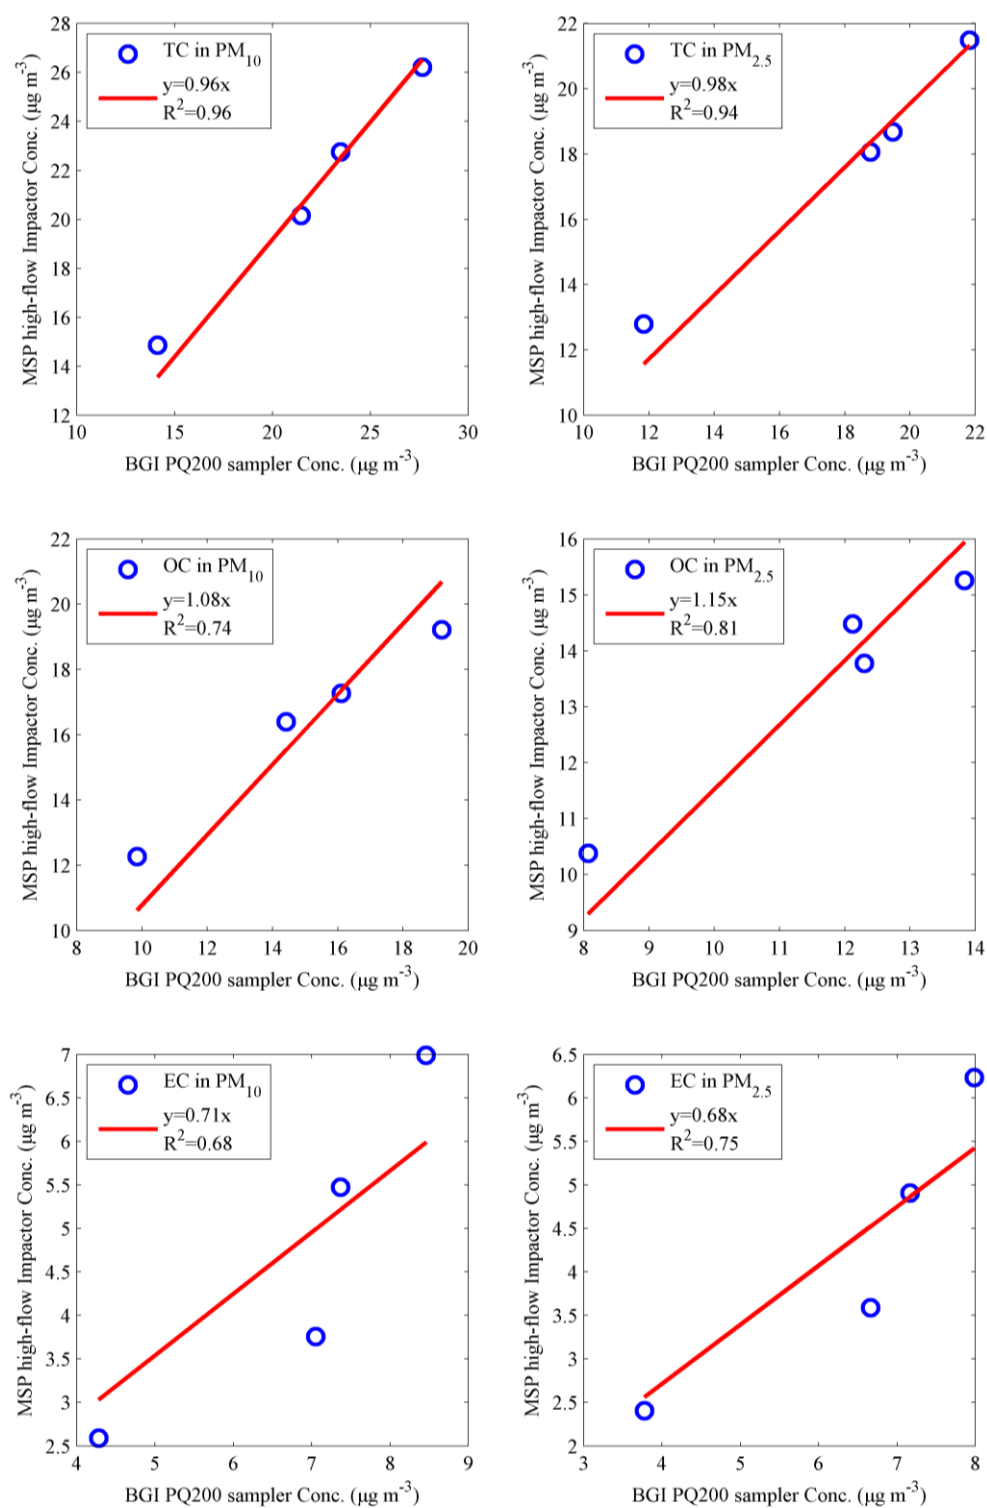 28
26
24
22
20
18
16
14
12
MSP high-flow Impactor Conc. (μg m-3)
TC in PM10
y=0.96x
R2=0.96
10
15
20
25
30
BGI PQ200 sampler Conc. (μg m-3)
22
20
18
16
14
12
10
MSP high-flow Impactor Conc. (μg m-3)
TC in PM2.5
y=0.98x
R2=0.94
10
12
14
16
18
20
22
BGI PQ200 sampler Conc. (μg m-3)
22
20
18
16
14
12
10
MSP high-flow Impactor Conc. (μg m-3)
OC in PM10
y=1.08x
R2=0.74
8
10
12
14
16
18
20
BGI PQ200 sampler Conc. (μg m-3)
16
15
14
13
12
11
10
9
MSP high-flow Impactor Conc. (μg m-3)
OC in PM2.5
y=1.15x
R2=0.81
8
9
10
11
12
13
14
BGI PQ200 sampler Conc. (μg m-3)
7
6.5
6
5.5
5
4.5
4
3.5
3
2.5
MSP high-flow Impactor Conc. (μg m-3)
EC in PM10
y=0.71x
R2=0.68
4
5
6
7
8
9
BGI PQ200 sampler Conc. (μg m-3)
6.5
6
5.5
5
4.5
4
3.5
3
2.5
2
MSP high-flow Impactor Conc. (μg m-3)
EC in PM2.5
y=0.68x
R2=0.75
3
4
5
6
7
8
BGI PQ200 sampler Conc. (μg m-3)